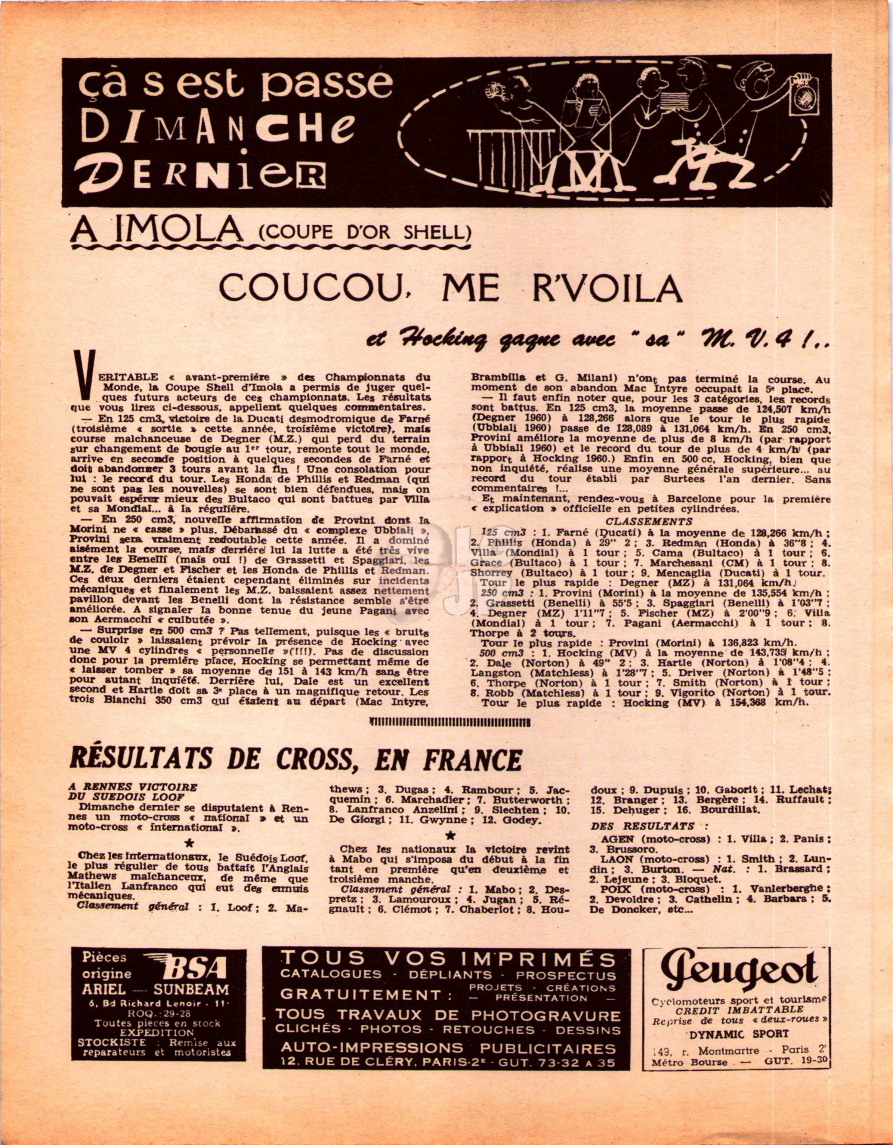 çà s est passé
DIMANCHE
DERNIER
A IMOLA (COUPE D'OR SHELL)
COUCOU, ME R'VOILA
et Hocking gagne avec "sa" M. V. 4 !..
VERITABLE « avant-première » des Championnats du
Monde, la Coupe Shell d'Imola a permis de juger quel-
ques futurs acteurs de ces championnats. Les résultats
que vous lirez ci-dessous, appellent quelques commentaires.
— En 125 cm3, victoire de la Ducati desmodromique de Farné
(troisième « sortie » cette année, troisième victoire), mais
course malchanceuse de Degner (M.Z.) qui perd du terrain
sur changement de bougie au 1er tour, remonte tout le monde,
arrive en seconde position à quelques secondes de Farné et
doit abandonner 3 tours avant la fin ! Une consolation pour
lui : le record du tour. Les Honda de Phillis et Redman (qui
ne sont pas les nouvelles) se sont bien défendues, mais on
pouvait espérer mieux des Bultaco qui sont battues par Villa
et sa Mondial... à la régulière.
— En 250 cm3, nouvelle affirmation de Provini dont la
Morini ne « casse » plus. Débarassé du « complexe Ubbiali »,
Provini sera vraiment redoutable cette année. Il a dominé
aisément la course, mais derrière lui la lutte a été très vive
entre les Benelli (mais oui !) de Grassetti et Spaggiari, les
M.Z. de Degner et Fischer et les Honda de Phillis et Redman.
Ces deux derniers étaient cependant éliminés sur incidents
mécaniques et finalement les M.Z. baissaient assez nettement
pavillon devant les Benelli dont la résistance semble s'être
améliorée. A signaler la bonne tenue du jeune Pagani avec
son Aermacchi « culbutée ».
— Surprise en 500 cm3 ? Pas tellement, puisque les « bruits
de couloir » laissaient prévoir la présence de Hocking avec
une MV 4 cylindres « personnelle »(!!!). Pas de discussion
donc pour la première place, Hocking se permettant même de
« laisser tomber » sa moyenne de 151 à 143 km/h sans être
pour autant inquiété. Derrière lui, Dale est un excellent
second et Hartle doit sa 3e place à un magnifique retour. Les
trois Bianchi 350 cm3 qui étaient au départ (Mac Intyre,
Brambilla et G. Milani) n'ont pas terminé la course. Au
moment de son abandon Mac Intyre occupait la 5e place.
— Il faut enfin noter que, pour les 3 catégories, les records
sont battus. En 125 cm3, la moyenne passe de 124,507 km/h
(Degner 1960) à 128,266 alors que le tour le plus rapide
(Ubbiali 1960) passe de 128,089 à 131,064 km/h. En 250 cm3,
Provini améliore la moyenne de plus de 8 km/h (par rapport
à Ubbiali 1960) et le record du tour de plus de 4 km/h (par
rapport à Hocking 1960.) Enfin en 500 cc, Hocking, bien que
non inquiété, réalise une moyenne générale supérieure... au
record du tour établi par Surtees l'an dernier. Sans
commentaires !...
Et maintenant, rendez-vous à Barcelone pour la première
« explication » officielle en petites cylindrées.
CLASSEMENTS
125 cm3 : 1. Farné (Ducati) à la moyenne de 128,266 km/h ;
2. Phillis (Honda) à 29" 2 ; 3. Redman (Honda) à 36"8 ; 4.
Villa (Mondial) à 1 tour ; 5. Cama (Bultaco) à 1 tour ; 6.
Grace (Bultaco) à 1 tour ; 7. Marchesani (CM) à 1 tour ; 8.
Shorrey (Bultaco) à 1 tour ; 9. Mencaglia (Ducati) à 1 tour.
Tour le plus rapide : Degner (MZ) à 131,064 km/h.
250 cm3 : 1. Provini (Morini) à la moyenne de 135,554 km/h ;
2. Grassetti (Benelli) à 55"5 ; 3. Spaggiari (Benelli) à 1'03"7 ;
4. Degner (MZ) 1'11"7 ; 5. Fischer (MZ) à 2'00"9 ; 6. Villa
(Mondial) à 1 tour ; 7. Pagani (Aermacchi) à 1 tour ; 8.
Thorpe à 2 tours.
Tour le plus rapide : Provini (Morini) à 136,823 km/h.
500 cm3 : 1. Hocking (MV) à la moyenne de 143,735 km/h ;
2. Dale (Norton) à 49" 2 ; 3. Hartle (Norton) à 1'08"4 ; 4.
Langston (Matchless) à 1'28"7 ; 5. Driver (Norton) à 1'48"5 ;
6. Thorpe (Norton) à 1 tour ; 7. Smith (Norton) à 1 tour ;
8. Robb (Matchless) à 1 tour ; 9. Vigorito (Norton) à 1 tour.
Tour le plus rapide : Hocking (MV) à 154,368 km/h.
RÉSULTATS DE CROSS, EN FRANCE
A RENNES VICTOIRE
DU SUEDOIS LOOF
Dimanche dernier se disputaient à Ren-
nes un moto-cross « national » et un
moto-cross « international ».
Chez les internationaux, le Suédois Loof,
le plus régulier de tous battait l'Anglais
Mathews malchanceux, de même que
l'Italien Lanfranco qui eut des ennuis
mécaniques.
Classement général : 1. Loof ; 2. Ma-
thews ; 3. Dugas ; 4. Rambour ; 5. Jac-
quemin ; 6. Marchadier ; 7. Butterworth ;
8. Lanfranco Anzelini ; 9. Slechten ; 10.
De Giorgi ; 11. Gwynne ; 12. Godey.
Chez les nationaux la victoire revint
à Mabo qui s'imposa du début à la fin
tant en première qu'en deuxième et
troisième manche.
Classement général : 1. Mabo ; 2. Des-
pretz ; 3. Lamouroux ; 4. Jugan ; 5. Ré-
gnault ; 6. Clémot ; 7. Chaberlot ; 8. Hou-
doux ; 9. Dupuis ; 10. Gaborit ; 11. Lechat;
12. Branger ; 13. Bergère ; 14. Ruffault ;
15. Dehuger ; 16. Bourdillat.
DES RESULTATS :
AGEN (moto-cross) : 1. Villa ; 2. Panis ;
3. Brussoro.
LAON (moto-cross) : 1. Smith ; 2. Lun-
din ; 3. Burton. — Nat. : 1. Brassard ;
2. Lejeune ; 3. Bloquet.
POIX (moto-cross) : 1. Vanlerberghe ;
2. Devoldre ; 3. Cathelin ; 4. Barbara ; 5.
De Doncker, etc...
Pièces
origine BSA
ARIEL — SUNBEAM
6, Bd Richard Lenoir - 11e
ROQ. : 29-28
Toutes pièces en stock
EXPEDITION
STOCKISTE : Remise aux
reparateurs et motoristes
TOUS VOS IMPRIMÉS
CATALOGUES - DÉPLIANTS - PROSPECTUS
GRATUITEMENT : PROJETS - CRÉATIONS
— PRÉSENTATION —
TOUS TRAVAUX DE PHOTOGRAVURE
CLICHÉS - PHOTOS - RETOUCHES - DESSINS
AUTO-IMPRESSIONS PUBLICITAIRES
12, RUE DE CLÉRY, PARIS-2e - GUT. 73-32 A 35
Peugeot
Cyclomoteurs sport et tourisme
CREDIT IMBATTABLE
Reprise de tous « deux-roues »
DYNAMIC SPORT
149, r. Montmartre - Paris 2e
Métro Bourse — GUT. 19-30